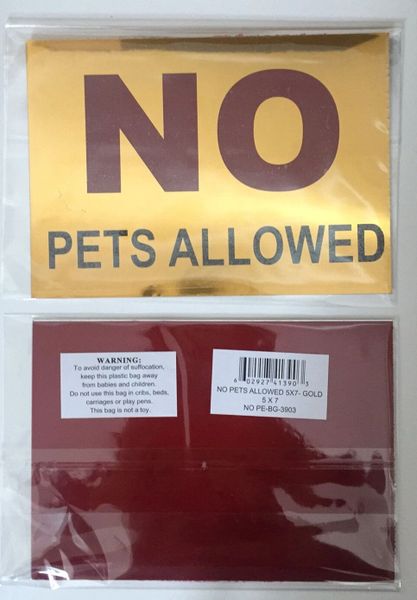 NO
PETS ALLOWED
WARNING:
To avoid danger of suffocation,
keep this plastic bag away
from babies and children.
Do not use this bag in cribs, beds,
carriages or play pens.
This bag is not a toy.
6 02927 41390 3
NO PETS ALLOWED 5X7- GOLD
5 X 7
NO PE-BG-3903